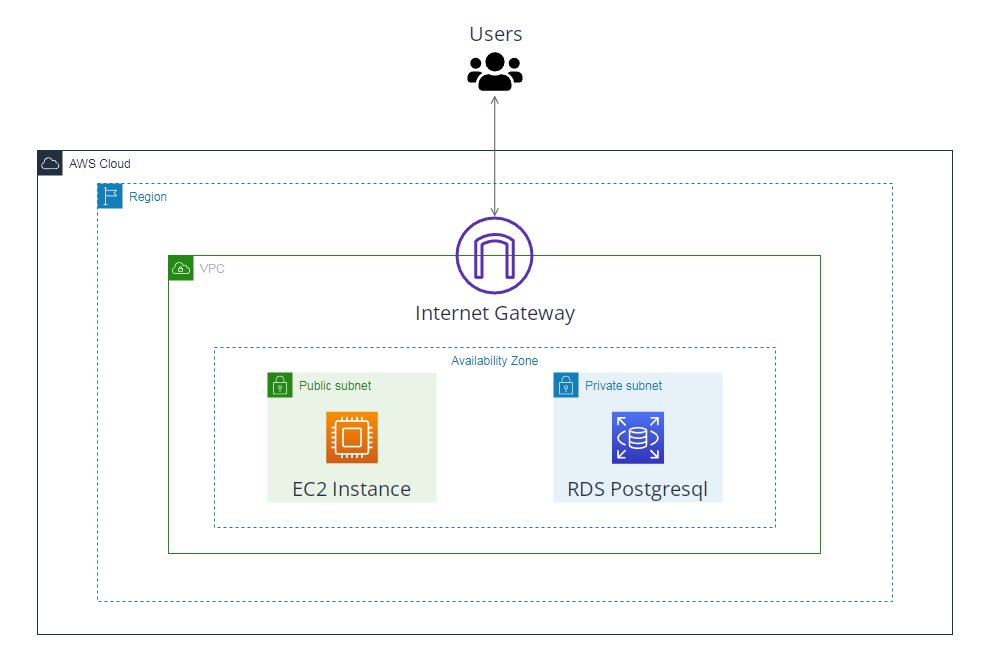 Users
AWS Cloud
Region
VPC
Internet Gateway
Availability Zone
Public subnet
Private subnet
EC2 Instance
RDS Postgresql